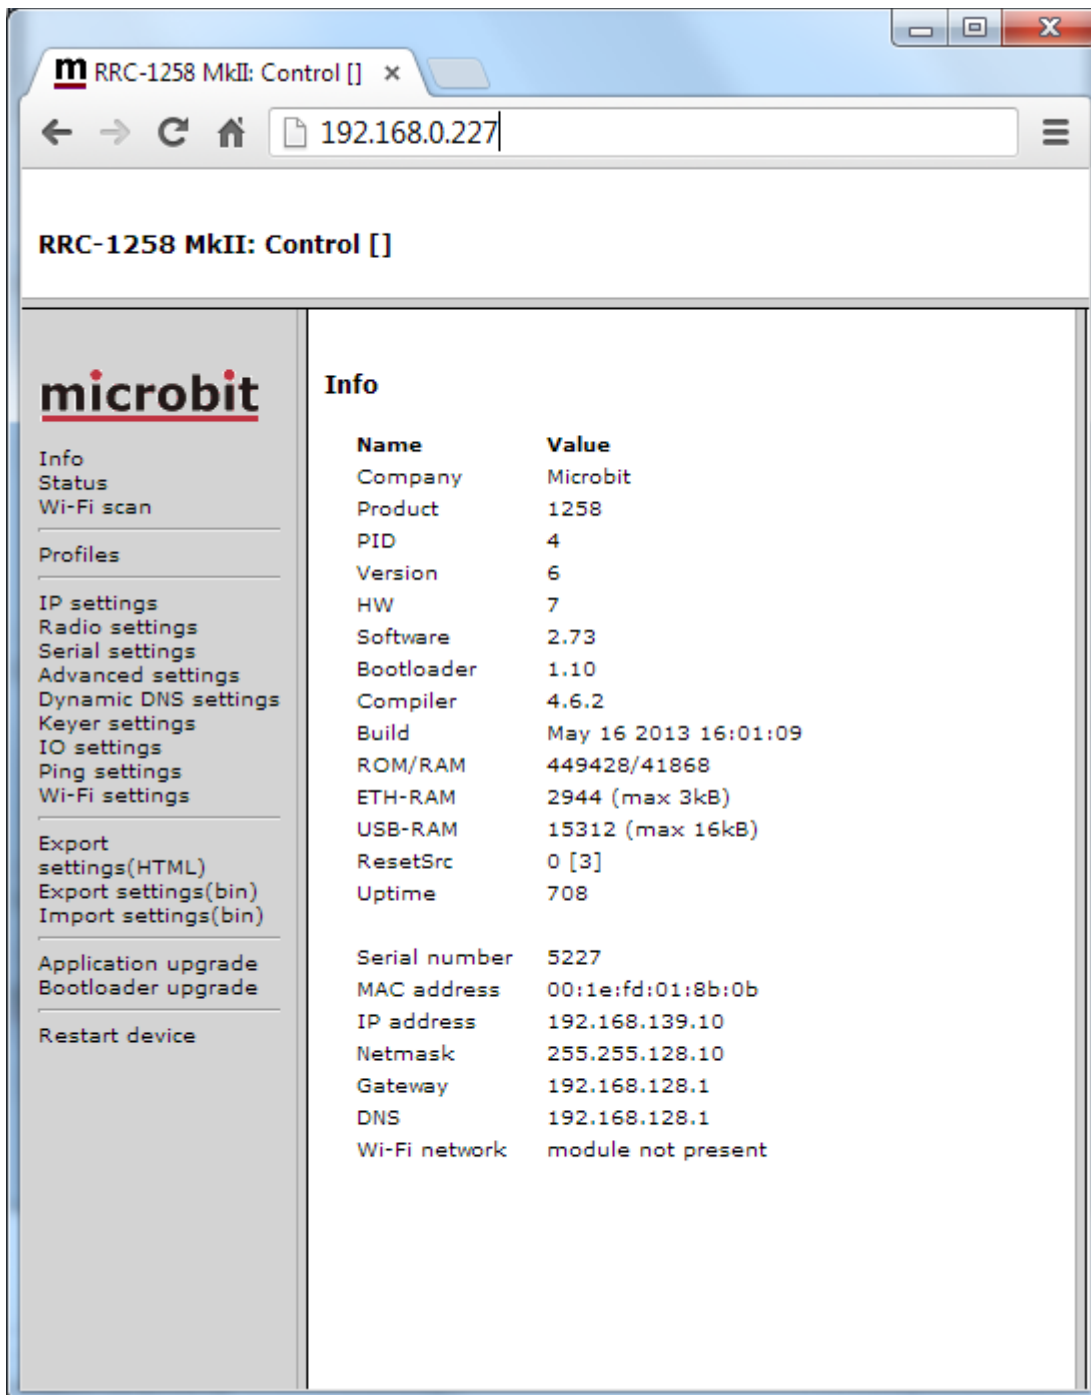 m RRC-1258 MkII: Control [] ×
192.168.0.227
RRC-1258 MkII: Control []
microbit
Info
Status
Wi-Fi scan
Profiles
IP settings
Radio settings
Serial settings
Advanced settings
Dynamic DNS settings
Keyer settings
IO settings
Ping settings
Wi-Fi settings
Export
settings(HTML)
Export settings(bin)
Import settings(bin)
Application upgrade
Bootloader upgrade
Restart device
Info
Name Value
Company Microbit
Product 1258
PID 4
Version 6
HW 7
Software 2.73
Bootloader 1.10
Compiler 4.6.2
Build May 16 2013 16:01:09
ROM/RAM 449428/41868
ETH-RAM 2944 (max 3kB)
USB-RAM 15312 (max 16kB)
ResetSrc 0 [3]
Uptime 708
Serial number 5227
MAC address 00:1e:fd:01:8b:0b
IP address 192.168.139.10
Netmask 255.255.128.10
Gateway 192.168.128.1
DNS 192.168.128.1
Wi-Fi network module not present